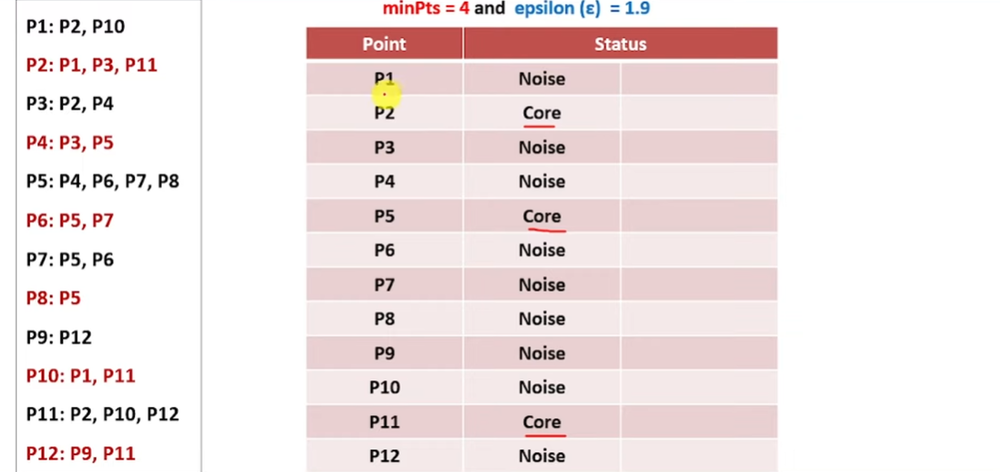 minPts = 4 and epsilon (ε) = 1.9
P1: P2, P10
P2: P1, P3, P11
P3: P2, P4
P4: P3, P5
P5: P4, P6, P7, P8
P6: P5, P7
P7: P5, P6
P8: P5
P9: P12
P10: P1, P11
P11: P2, P10, P12
P12: P9, P11
Point Status
P1 Noise
P2 Core
P3 Noise
P4 Noise
P5 Core
P6 Noise
P7 Noise
P8 Noise
P9 Noise
P10 Noise
P11 Core
P12 Noise